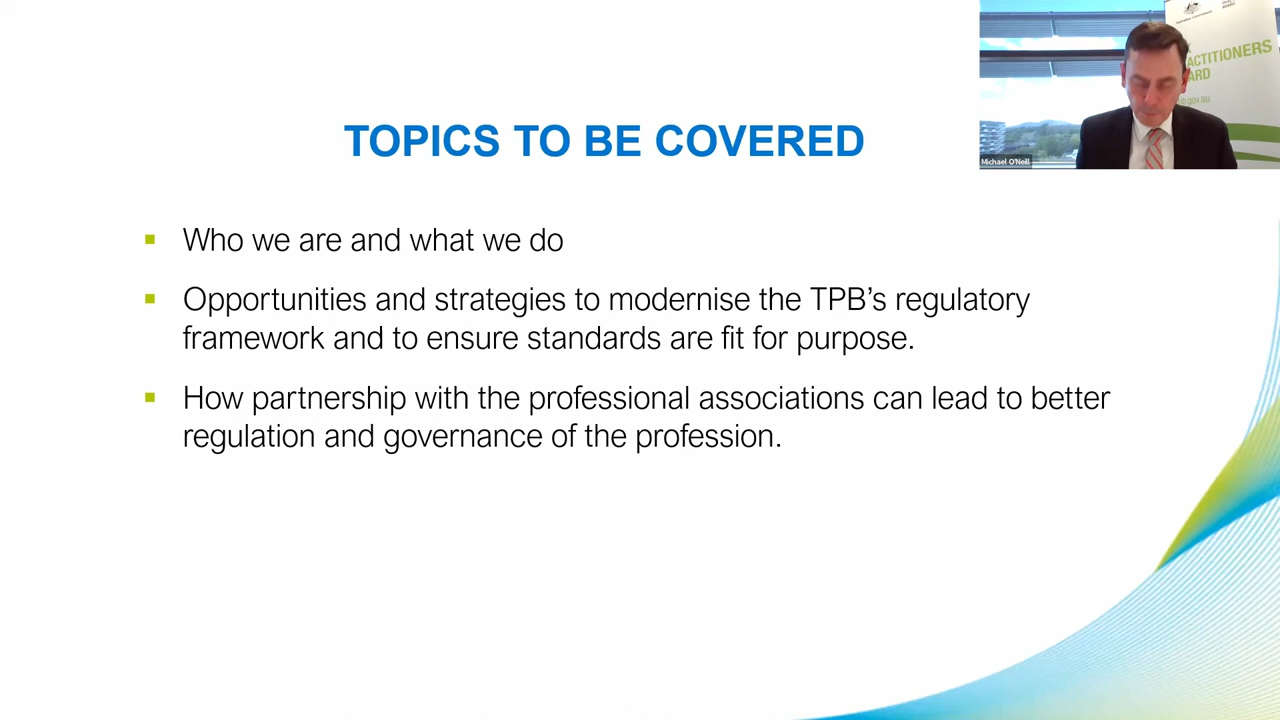 TOPICS TO BE COVERED
Who we are and what we do
Opportunities and strategies to modernise the TPB’s regulatory
framework and to ensure standards are fit for purpose.
How partnership with the professional associations can lead to better
regulation and governance of the profession.
ACTITIONERS
ARD
Michael O'Neill